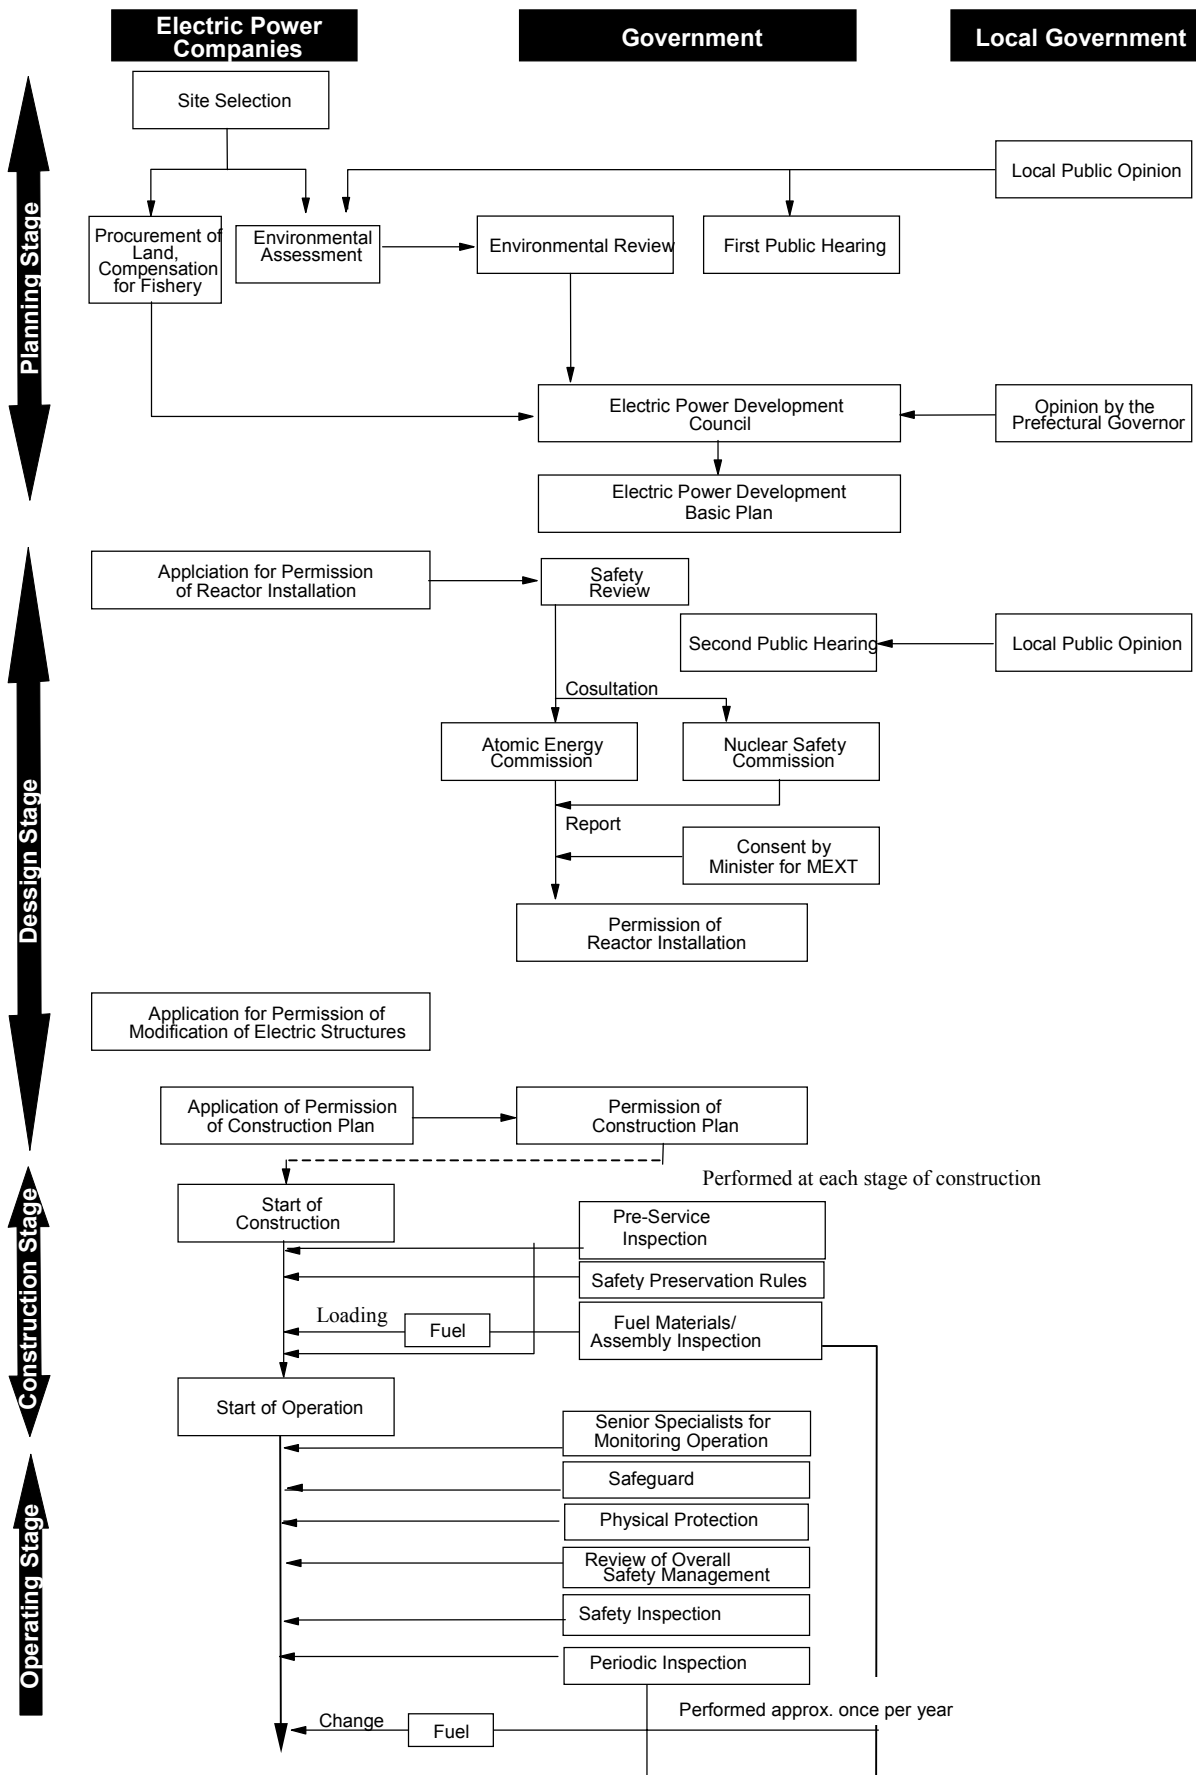 Electric Power
Companies
Government
Local Government
Planning Stage
Site Selection
Local Public Opinion
Procurement of
Land,
Compensation
for Fishery
Environmental
Assessment
Environmental Review
First Public Hearing
Electric Power Development
Council
Opinion by the
Prefectural Governor
Electric Power Development
Basic Plan
Dessign Stage
Applciation for Permission
of Reactor Installation
Safety
Review
Second Public Hearing
Local Public Opinion
Cosultation
Atomic Energy
Commission
Nuclear Safety
Commission
Report
Consent by
Minister for MEXT
Permission of
Reactor Installation
Application for Permission of
Modification of Electric Structures
Application of Permission
of Construction Plan
Permission of
Construction Plan
Construction Stage
Performed at each stage of construction
Start of
Construction
Pre-Service
Inspection
Safety Preservation Rules
Loading
Fuel
Fuel Materials/
Assembly Inspection
Start of Operation
Operating Stage
Senior Specialists for
Monitoring Operation
Safeguard
Physical Protection
Review of Overall
Safety Management
Safety Inspection
Periodic Inspection
Performed approx. once per year
Change
Fuel